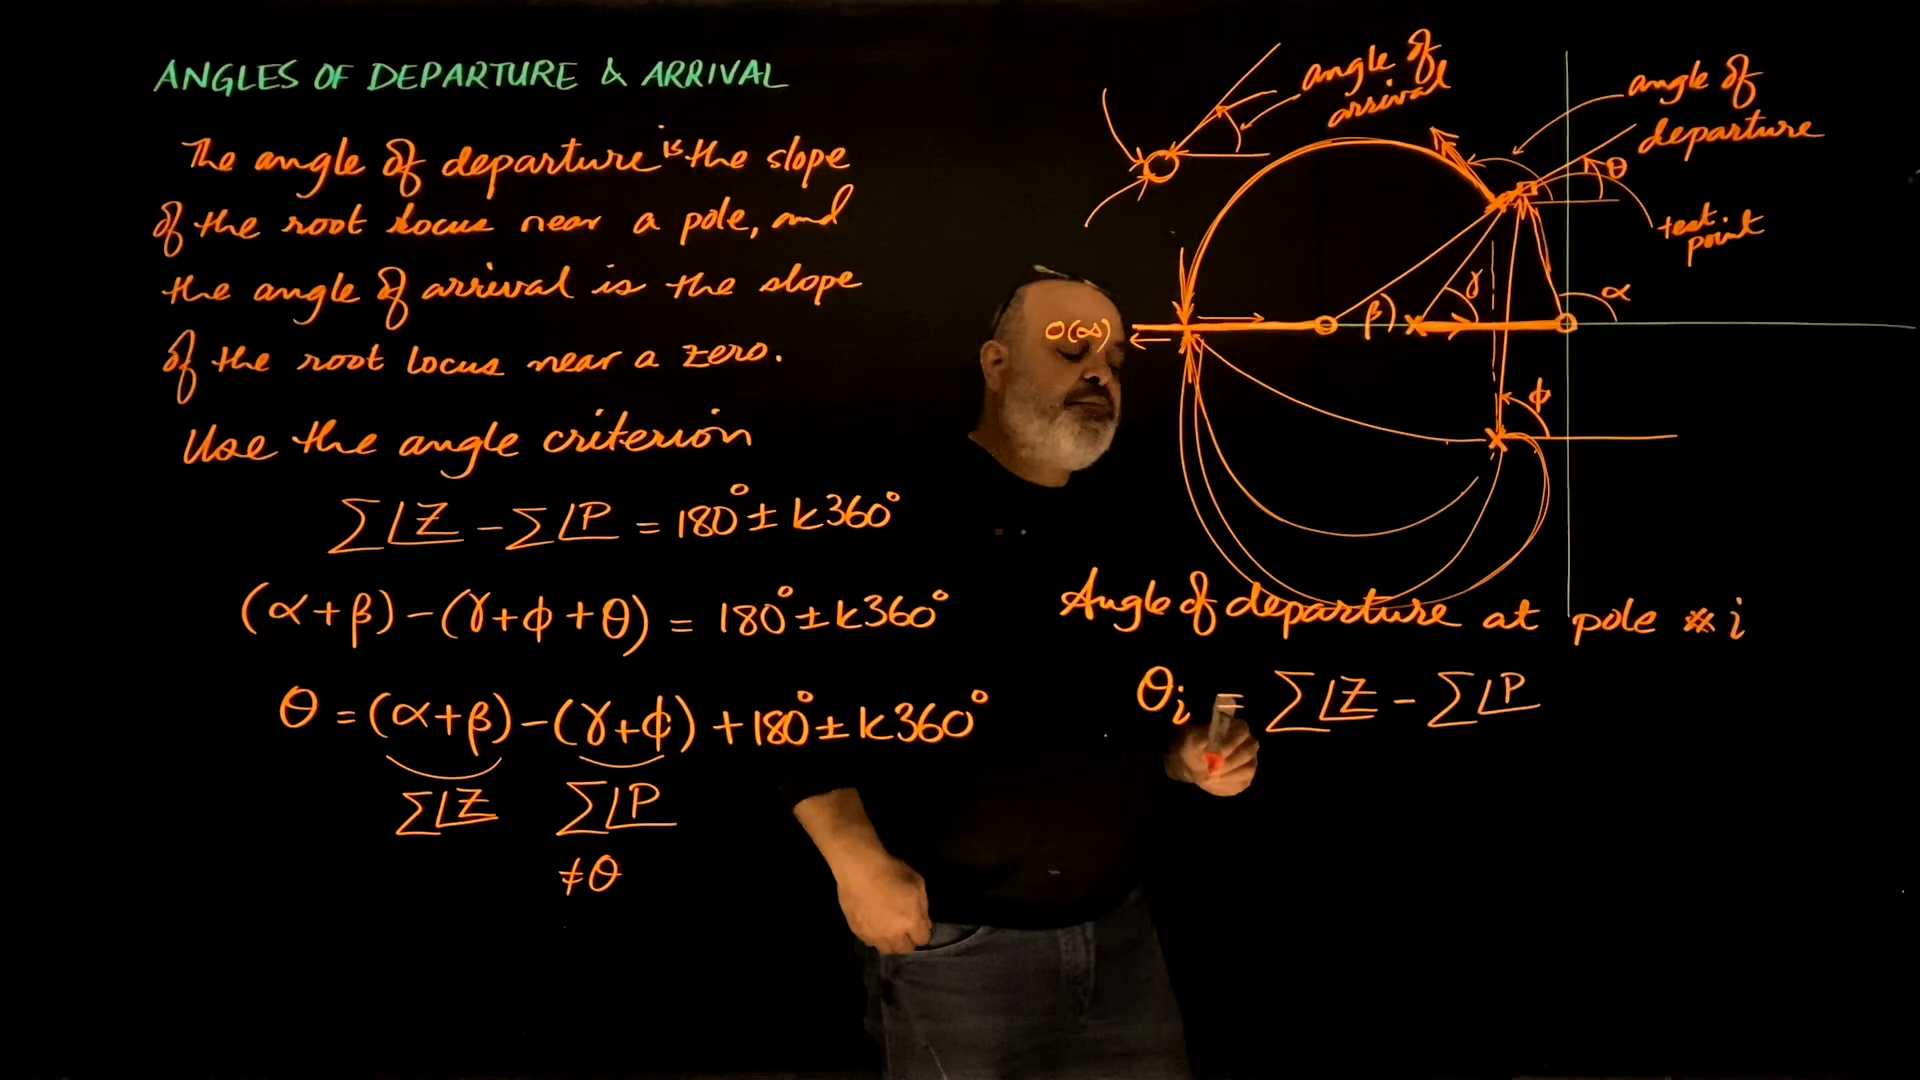 ANGLES OF DEPARTURE & ARRIVAL
The angle of departure is the slope
of the root locus near a pole, and
the angle of arrival is the slope
of the root locus near a zero.
Use the angle criterion
∑∠Z - ∑∠P = 180° ± k360°
(α+β) - (γ+φ+θ) = 180° ± k360°
θ = (α+β) - (γ+φ) + 180° ± k360°
∑∠Z ∑∠P
≠θ
angle of
arrival
angle of
departure
θ
test
point
γ
α
β
O(∞)
φ
Angle of departure at pole # i
θi = ∑∠Z - ∑∠P